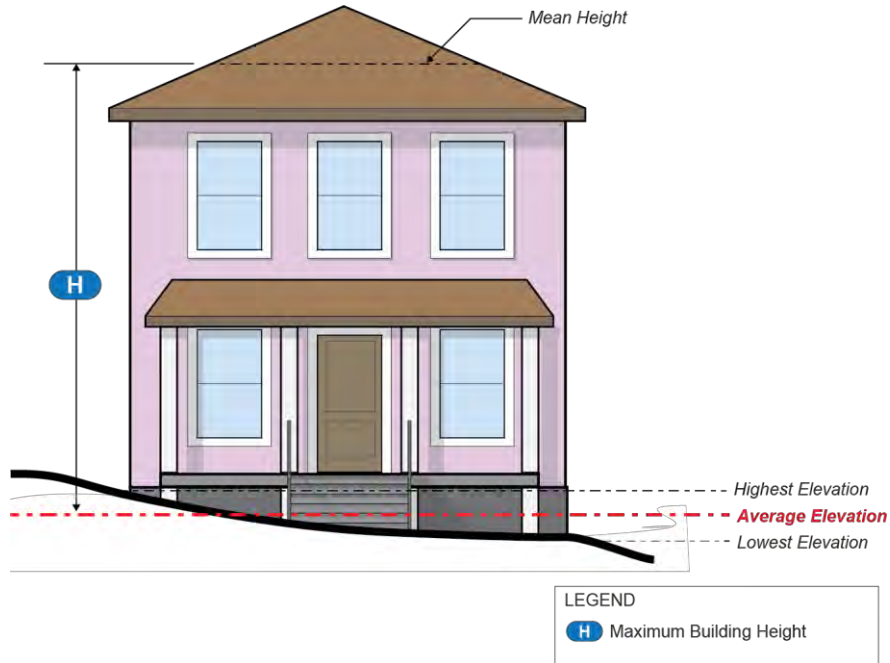 Mean Height
H
Highest Elevation
Average Elevation
Lowest Elevation
LEGEND
H Maximum Building Height